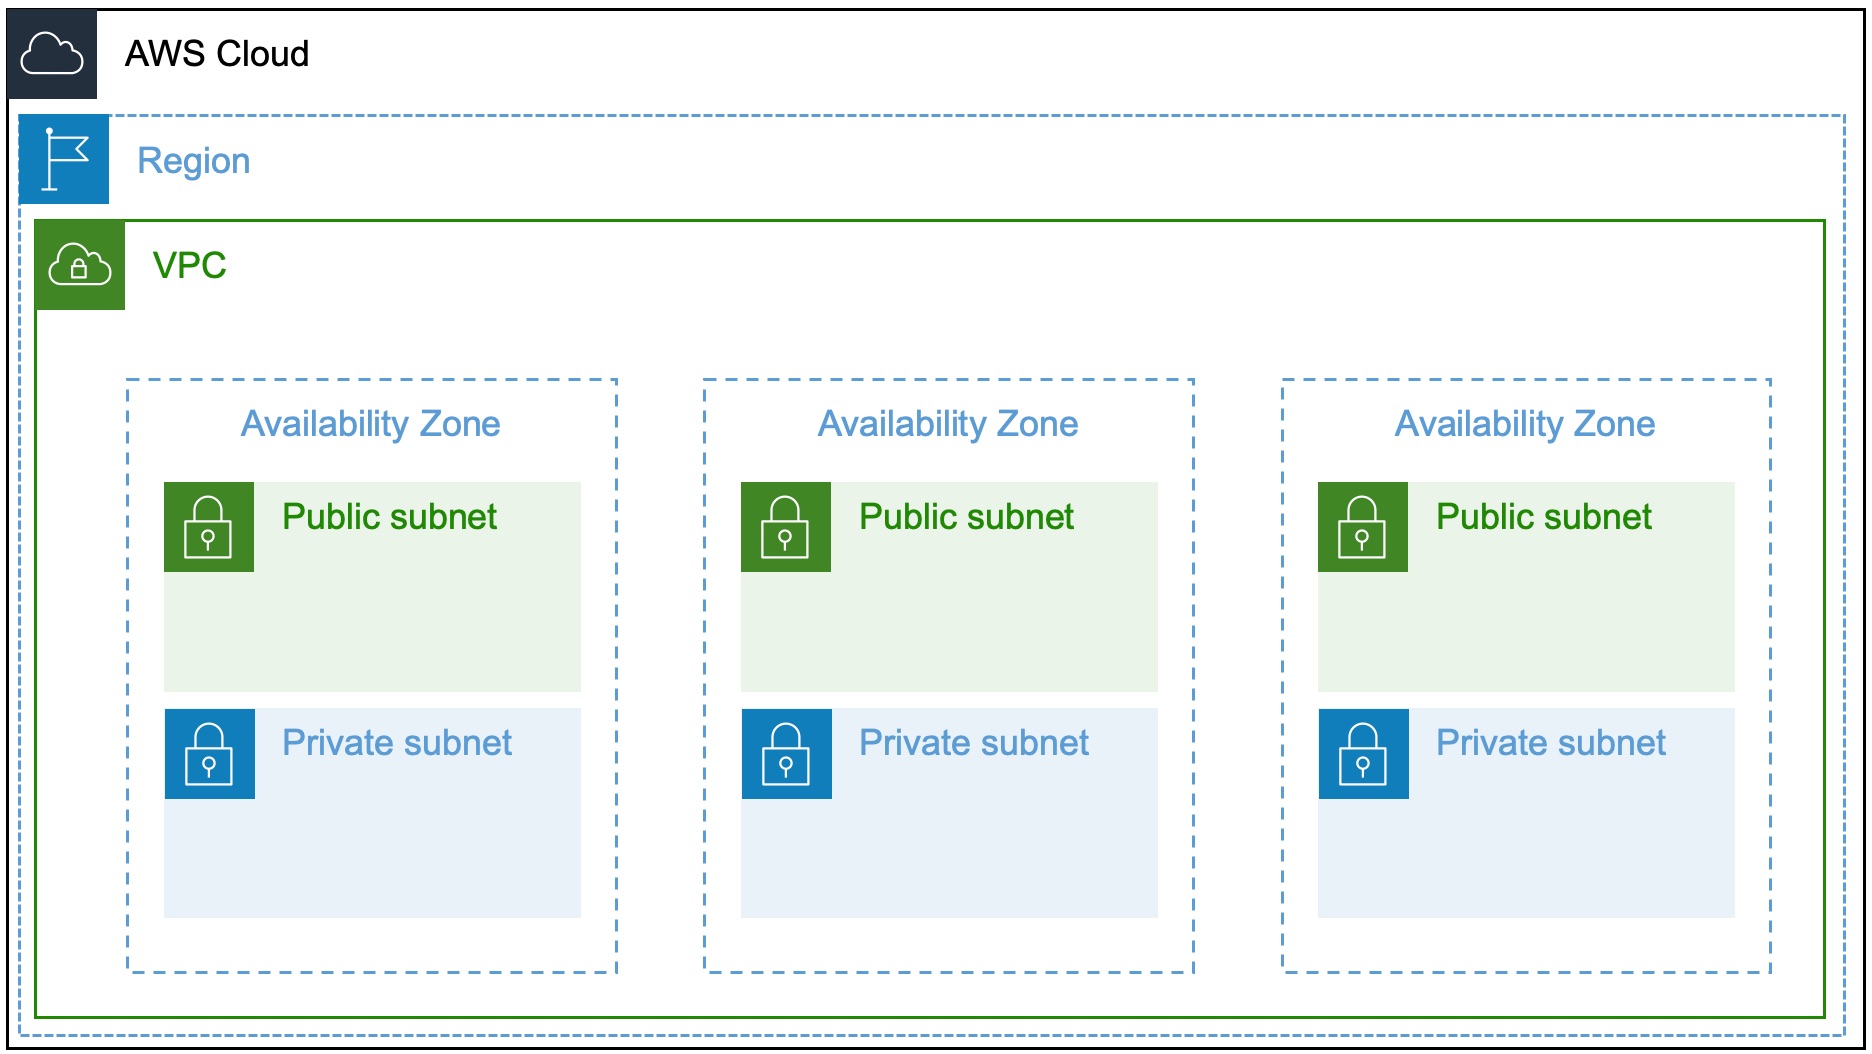 AWS Cloud
Region
VPC
Availability Zone
Public subnet
Private subnet
Availability Zone
Public subnet
Private subnet
Availability Zone
Public subnet
Private subnet